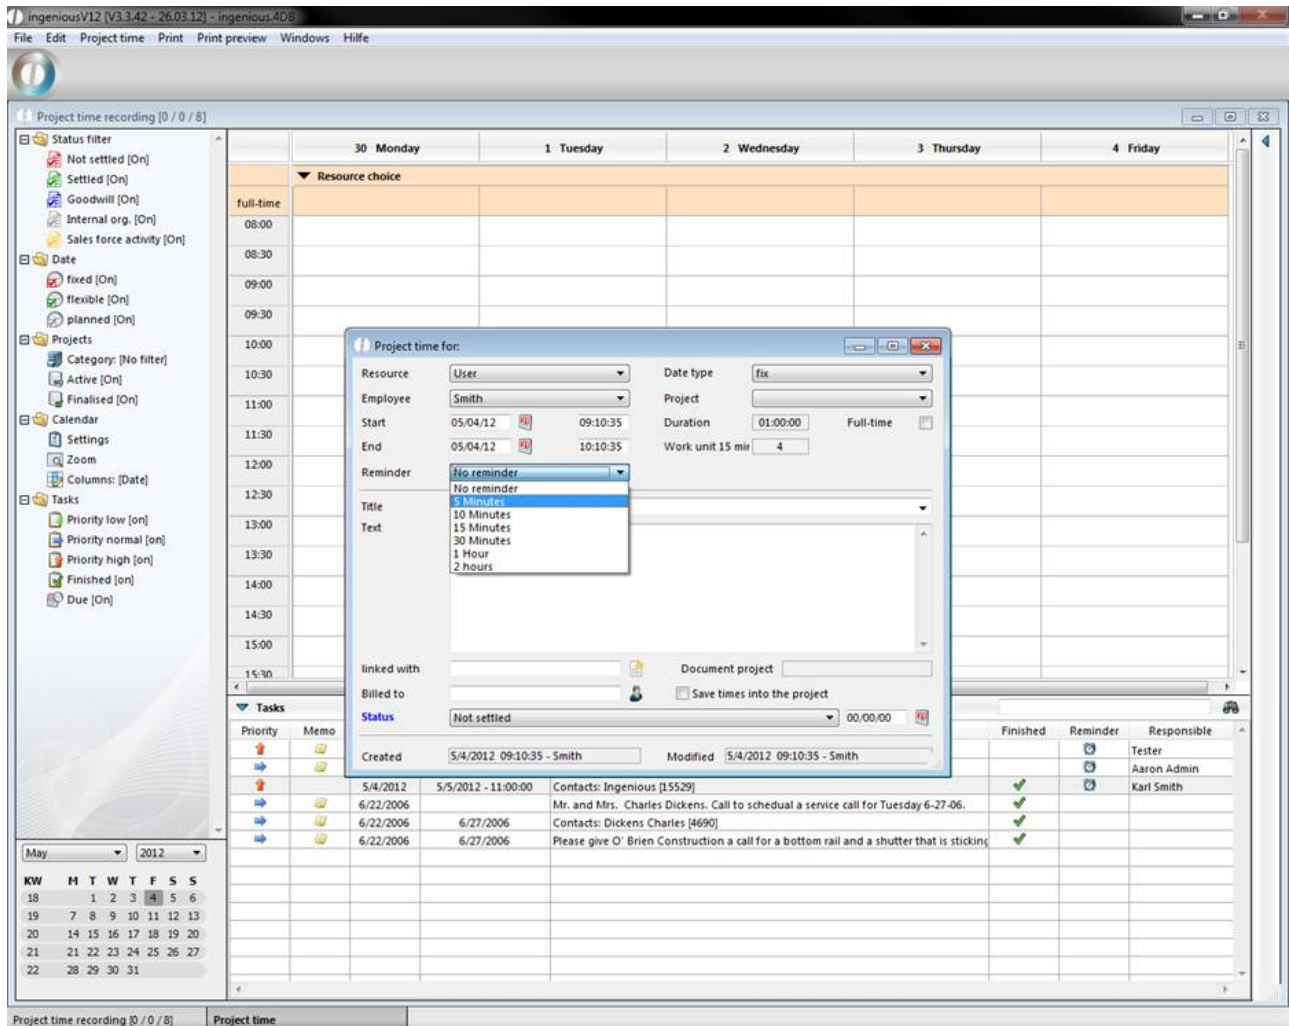 ingeniousV12 [V3.3.42 - 26.03.12] - ingenious.4DB
File Edit Project time Print Print preview Windows Hilfe
Project time recording [0 / 0 / 8]
Status filter
Not settled [On]
Settled [On]
Goodwill [On]
Internal org. [On]
Sales force activity [On]
Date
fixed [On]
flexible [On]
planned [On]
Projects
Category: [No filter]
Active [On]
Finalised [On]
Calendar
Settings
Zoom
Columns: [Date]
Tasks
Priority low [on]
Priority normal [on]
Priority high [on]
Finished [on]
Due [On]
May 2012
KW M T W T F S S
18 1 2 3 4 5 6
19 7 8 9 10 11 12 13
20 14 15 16 17 18 19 20
21 21 22 23 24 25 26 27
22 28 29 30 31
30 Monday 1 Tuesday 2 Wednesday 3 Thursday 4 Friday
Resource choice
full-time
08:00
08:30
09:00
09:30
10:00
10:30
11:00
11:30
12:00
12:30
13:00
13:30
14:00
14:30
15:00
15:30
Project time for:
Resource User Date type fix
Employee Smith Project
Start 05/04/12 09:10:35 Duration 01:00:00 Full-time
End 05/04/12 10:10:35 Work unit 15 min 4
Reminder No reminder
No reminder
5 Minutes
10 Minutes
15 Minutes
30 Minutes
1 Hour
2 hours
Title
Text
linked with Document project
Billed to Save times into the project
Status Not settled 00/00/00
Created 5/4/2012 09:10:35 - Smith Modified 5/4/2012 09:10:35 - Smith
Tasks
Priority Memo Finished Reminder Responsible
Tester
Aaron Admin
5/4/2012 5/5/2012 - 11:00:00 Contacts: Ingenious [15529] Karl Smith
6/22/2006 Mr. and Mrs. Charles Dickens. Call to schedual a service call for Tuesday 6-27-06.
6/22/2006 6/27/2006 Contacts: Dickens Charles [4690]
6/22/2006 6/27/2006 Please give O' Brien Construction a call for a bottom rail and a shutter that is sticking
Project time recording [0 / 0 / 8] Project time